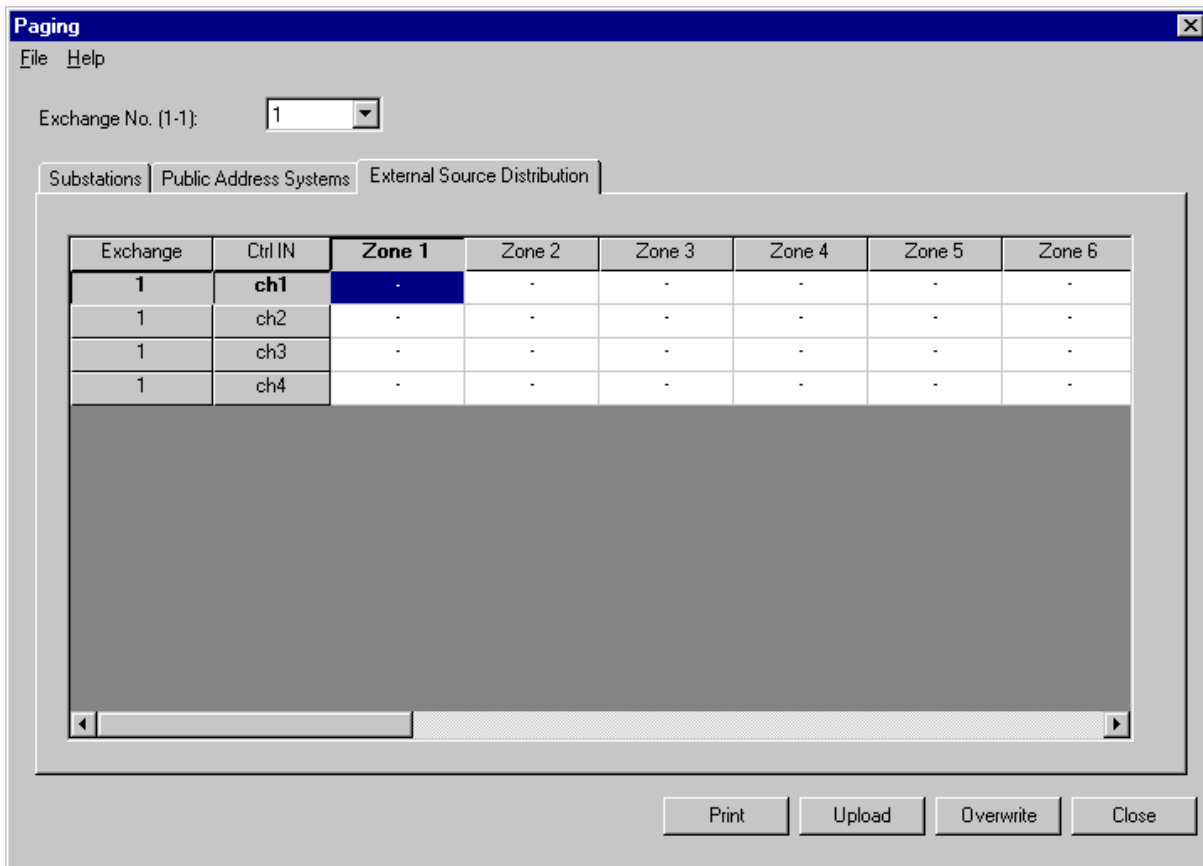 Paging
File Help
Exchange No. (1-1): 1
Substations Public Address Systems External Source Distribution
Exchange Ctrl IN Zone 1 Zone 2 Zone 3 Zone 4 Zone 5 Zone 6
1 ch1 - - - - - -
1 ch2 - - - - - -
1 ch3 - - - - - -
1 ch4 - - - - - -
Print Upload Overwrite Close